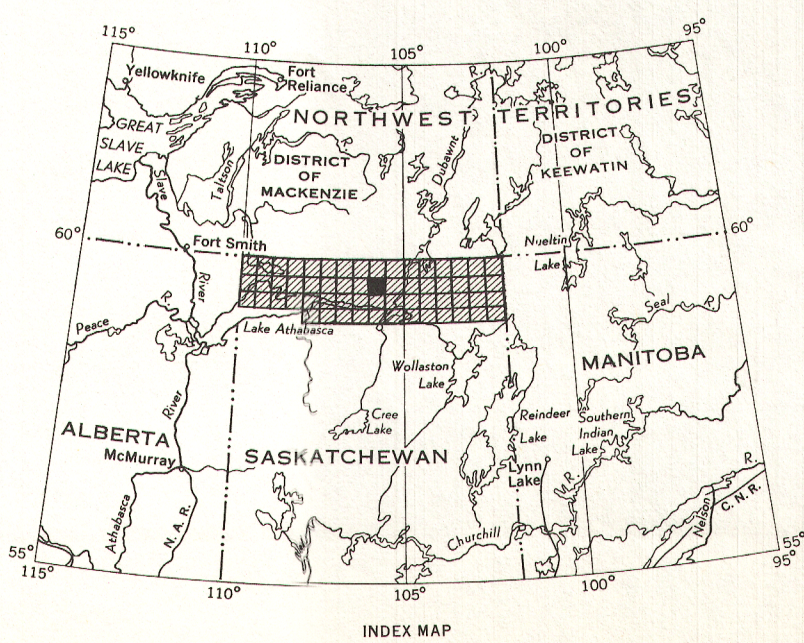 115°
110°
105°
100°
95°
Yellowknife
Fort
Reliance
R.
NORTHWEST TERRITORIES
GREAT
SLAVE
LAKE
Slave
Taltson
R.
DISTRICT
OF
MACKENZIE
Dubawnt
DISTRICT
OF
KEEWATIN
60°
Fort Smith
River
Nueltin
Lake
60°
R.
Peace
Lake Athabasca
Seal R.
Wollaston
Lake
MANITOBA
River
Cree
Lake
Reindeer
Lake
Southern
Indian
Lake
ALBERTA
McMurray
SASKATCHEWAN
Lynn
Lake
R.
R.
Athabasca
N. A. R.
Churchill
Nelson
C. N. R.
55°
115°
110°
105°
100°
55°
95°
INDEX MAP